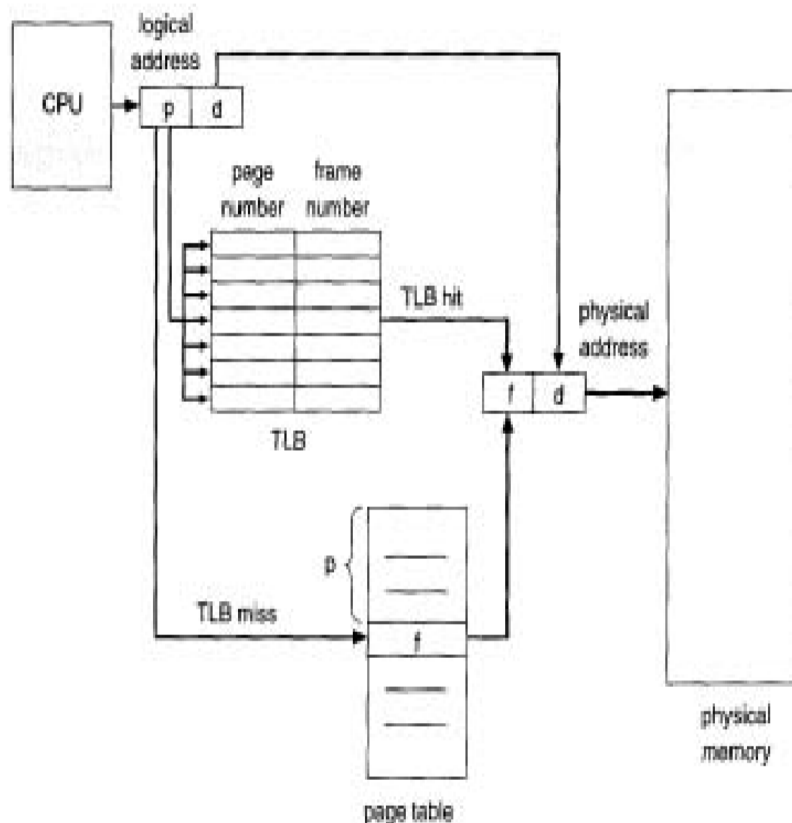 logical
address
CPU
p d
page frame
number number
TLB hit
physical
address
f d
TLB
p
TLB miss
f
physical
memory
page table